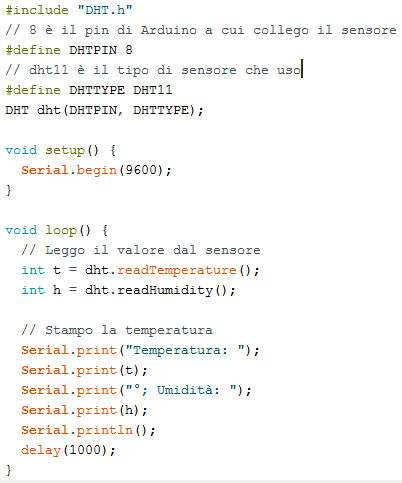 #include "DHT.h"
// 8 è il pin di Arduino a cui collego il sensore
#define DHTPIN 8
// dht11 è il tipo di sensore che uso
#define DHTTYPE DHT11
DHT dht(DHTPIN, DHTTYPE);

void setup() {
  Serial.begin(9600);
}

void loop() {
  // Leggo il valore dal sensore
  int t = dht.readTemperature();
  int h = dht.readHumidity();

  // Stampo la temperatura
  Serial.print("Temperatura: ");
  Serial.print(t);
  Serial.print("°; Umidità: ");
  Serial.print(h);
  Serial.println();
  delay(1000);
}